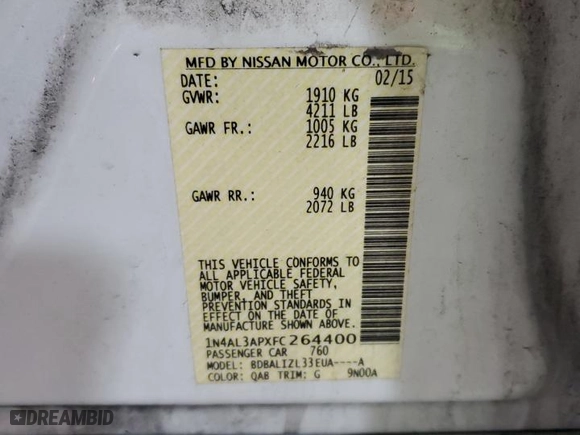 MFD BY NISSAN MOTOR CO., LTD.
DATE: 02/15
GVWR: 1910 KG
4211 LB
GAWR FR.: 1005 KG
2216 LB
GAWR RR.: 940 KG
2072 LB
THIS VEHICLE CONFORMS TO
ALL APPLICABLE FEDERAL
MOTOR VEHICLE SAFETY,
BUMPER, AND THEFT
PREVENTION STANDARDS IN
EFFECT ON THE DATE OF
MANUFACTURE SHOWN ABOVE.
1N4AL3APXFC264400
PASSENGER CAR 760
MODEL: BDBALIZL33EUA----A
COLOR: QAB TRIM: G 9N00A
DREAMBID